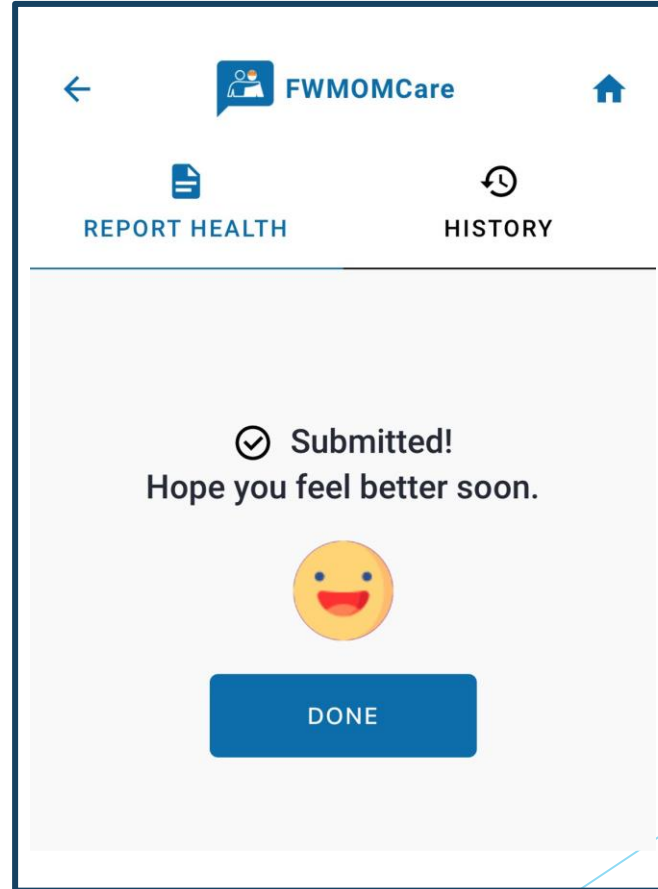 FWMOMCare
REPORT HEALTH
HISTORY
Submitted!
Hope you feel better soon.
DONE